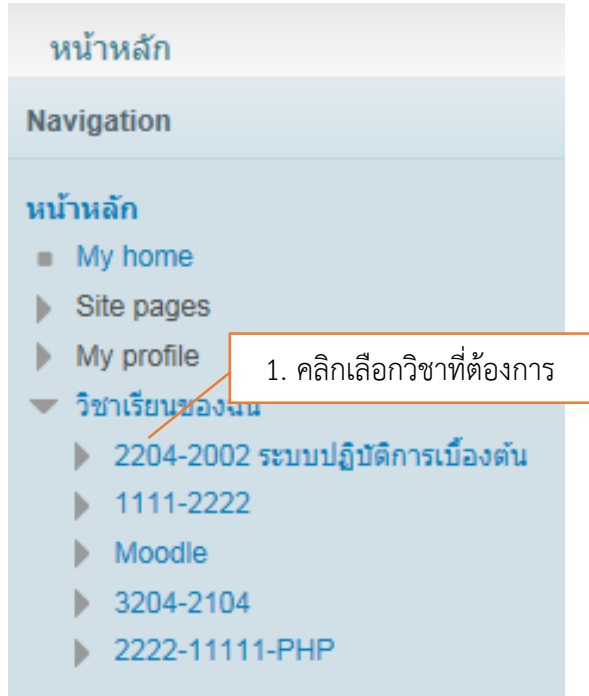 หน้าหลัก
Navigation
หน้าหลัก
My home
Site pages
My profile
1. คลิกเลือกวิชาที่ต้องการ
วิชาเรียนของฉัน
2204-2002 ระบบปฏิบัติการเบื้องต้น
1111-2222
Moodle
3204-2104
2222-11111-PHP